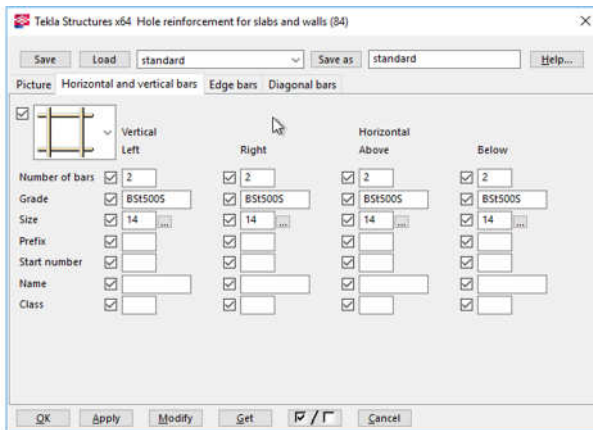 Tekla Structures x64 Hole reinforcement for slabs and walls (84)
Save Load standard Save as standard Help...
Picture Horizontal and vertical bars Edge bars Diagonal bars
Vertical Horizontal
Left Right Above Below
Number of bars 2 2 2 2
Grade BSt500S BSt500S BSt500S BSt500S
Size 14 ... 14 ... 14 ... 14 ...
Prefix
Start number
Name
Class
OK Apply Modify Get / Cancel